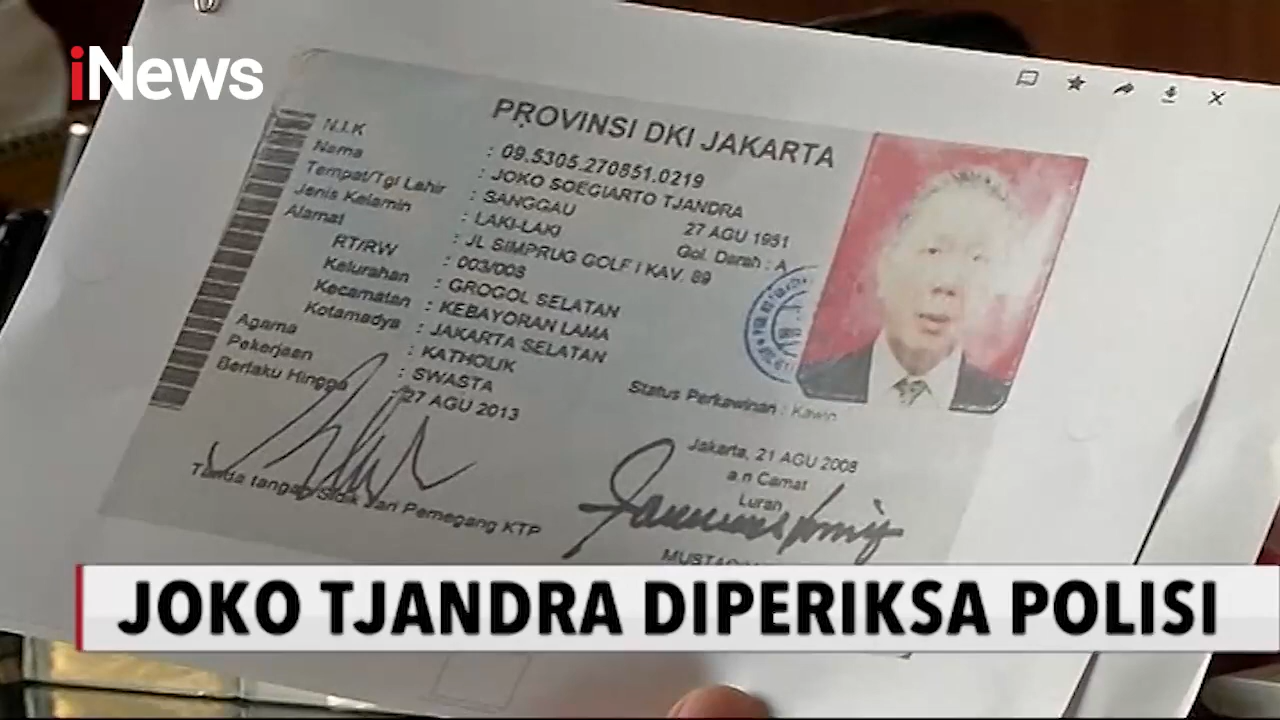 iNews
PROVINSI DKI JAKARTA
N.I.K : 09.5305.270851.0219
Nama : JOKO SOEGIARTO TJANDRA
Tempat/Tgl Lahir : SANGGAU 27 AGU 1951
Jenis Kelamin : LAKI-LAKI Gol. Darah : A
Alamat : JL SIMPRUG GOLF I KAV. 89
RT/RW : 003/008
Kelurahan : GROGOL SELATAN
Kecamatan : KEBAYORAN LAMA
Kotamadya : JAKARTA SELATAN
Agama : KATHOLIK
Pekerjaan : SWASTA Status Perkawinan : Kawin
Berlaku Hingga : 27 AGU 2013
Jakarta, 21 AGU 2008
a.n Camat
Lurah
Tanda tangan Sidik Jari Pemegang KTP
JOKO TJANDRA DIPERIKSA POLISI